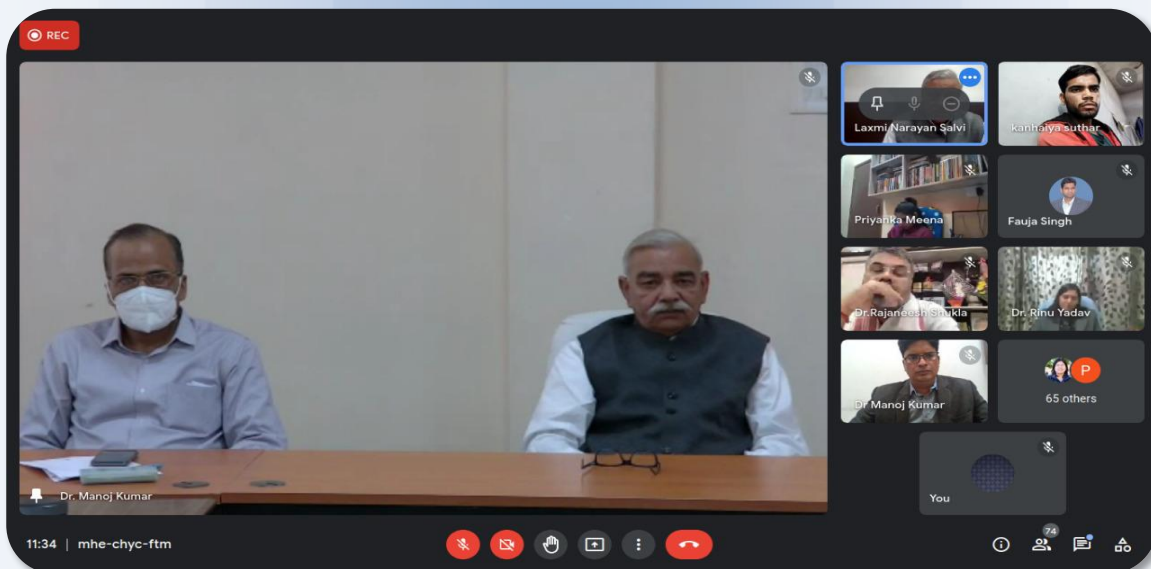 REC
Laxmi Narayan Salvi
kanhaiya suthar
Priyanka Meena
Fauja Singh
Dr.Rajaneesh Shukla
Dr. Rinu Yadav
Dr Manoj Kumar
P
65 others
You
Dr. Manoj Kumar
11:34 | mhe-chyc-ftm
74